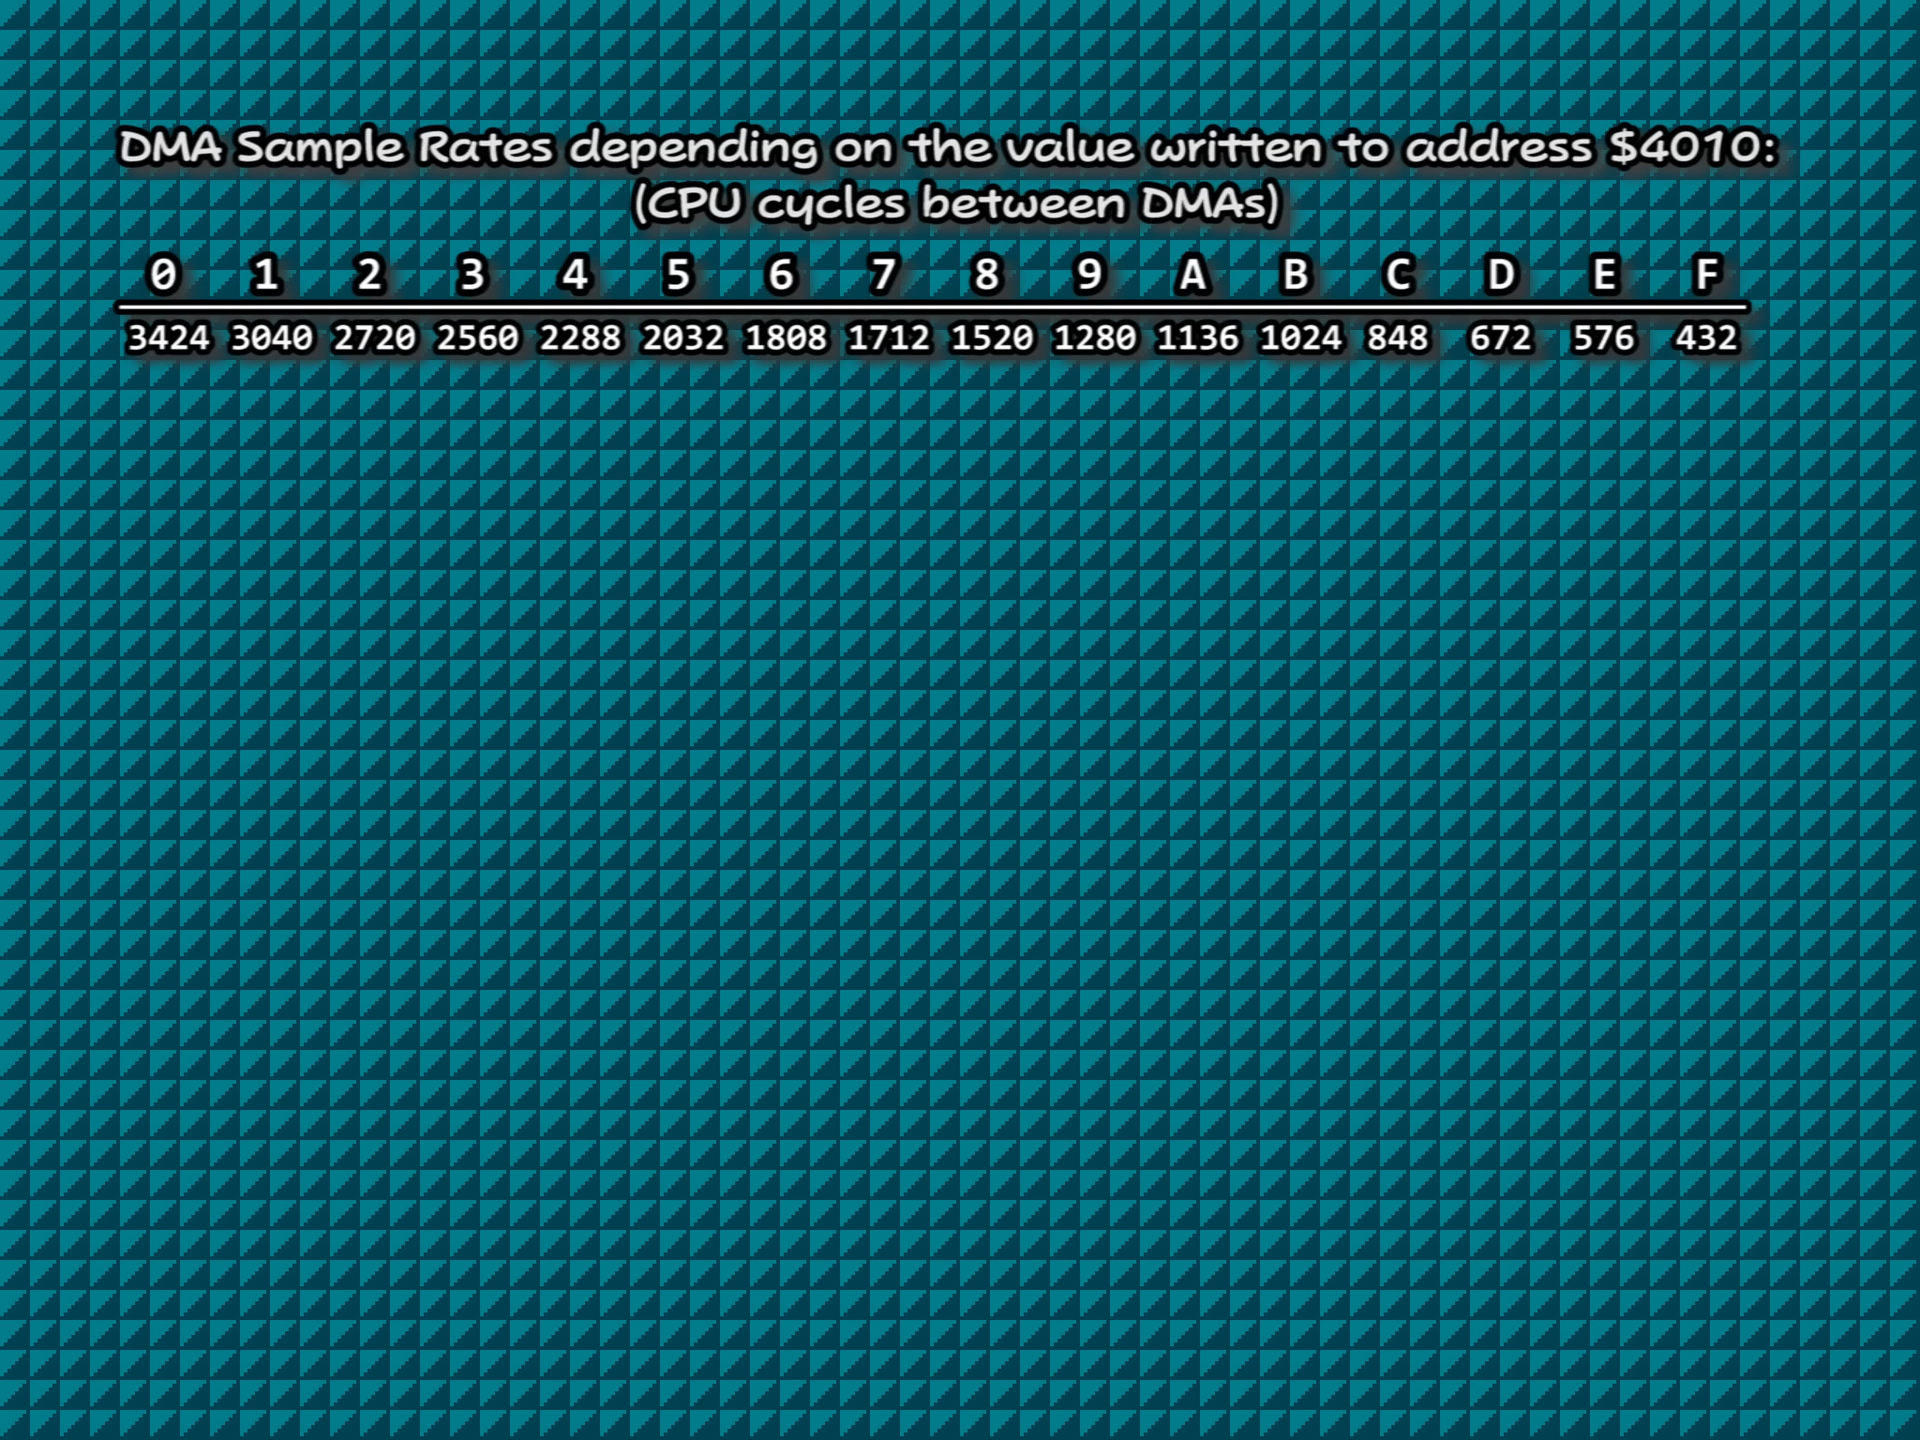 DMA Sample Rates depending on the value written to address $4010:
(CPU cycles between DMAs)
0 1 2 3 4 5 6 7 8 9 A B C D E F
3424 3040 2720 2560 2288 2032 1808 1712 1520 1280 1136 1024 848 672 576 432